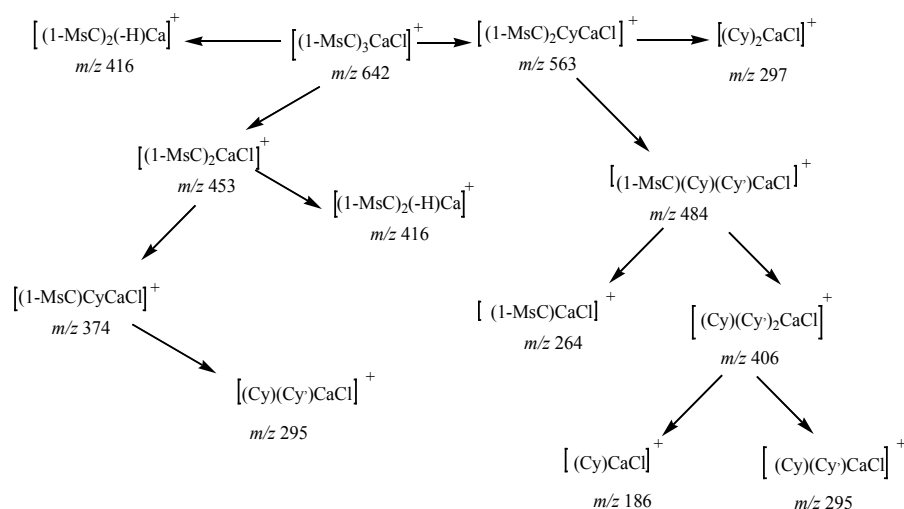 [(1-MsC)₂(-H)Ca]⁺
m/z 416
[(1-MsC)₃CaCl]⁺
m/z 642
[(1-MsC)₂CyCaCl]⁺
m/z 563
[(Cy)₂CaCl]⁺
m/z 297
[(1-MsC)₂CaCl]⁺
m/z 453
[(1-MsC)₂(-H)Ca]⁺
m/z 416
[(1-MsC)(Cy)(Cy')CaCl]⁺
m/z 484
[(1-MsC)CyCaCl]⁺
m/z 374
[ (1-MsC)CaCl]⁺
m/z 264
[(Cy)(Cy')₂CaCl]⁺
m/z 406
[(Cy)(Cy')CaCl]⁺
m/z 295
[ (Cy)CaCl]⁺
m/z 186
[ (Cy)(Cy')CaCl]⁺
m/z 295